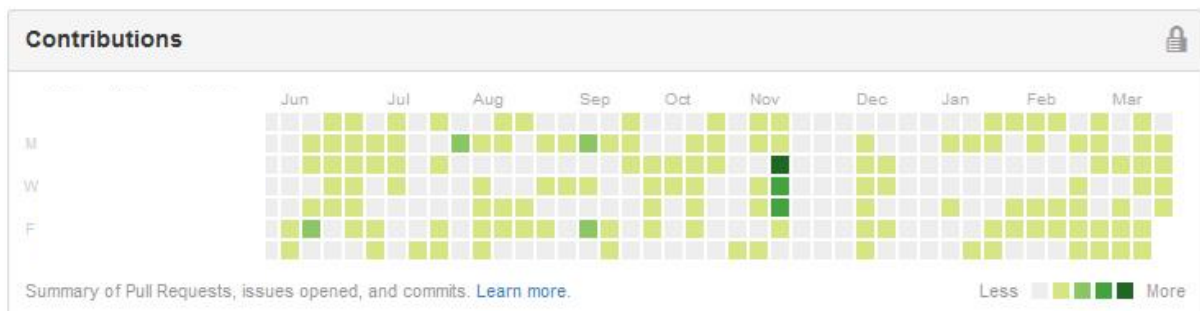 Contributions
Jun Jul Aug Sep Oct Nov Dec Jan Feb Mar
M
W
F
Summary of Pull Requests, issues opened, and commits. Learn more.
Less More